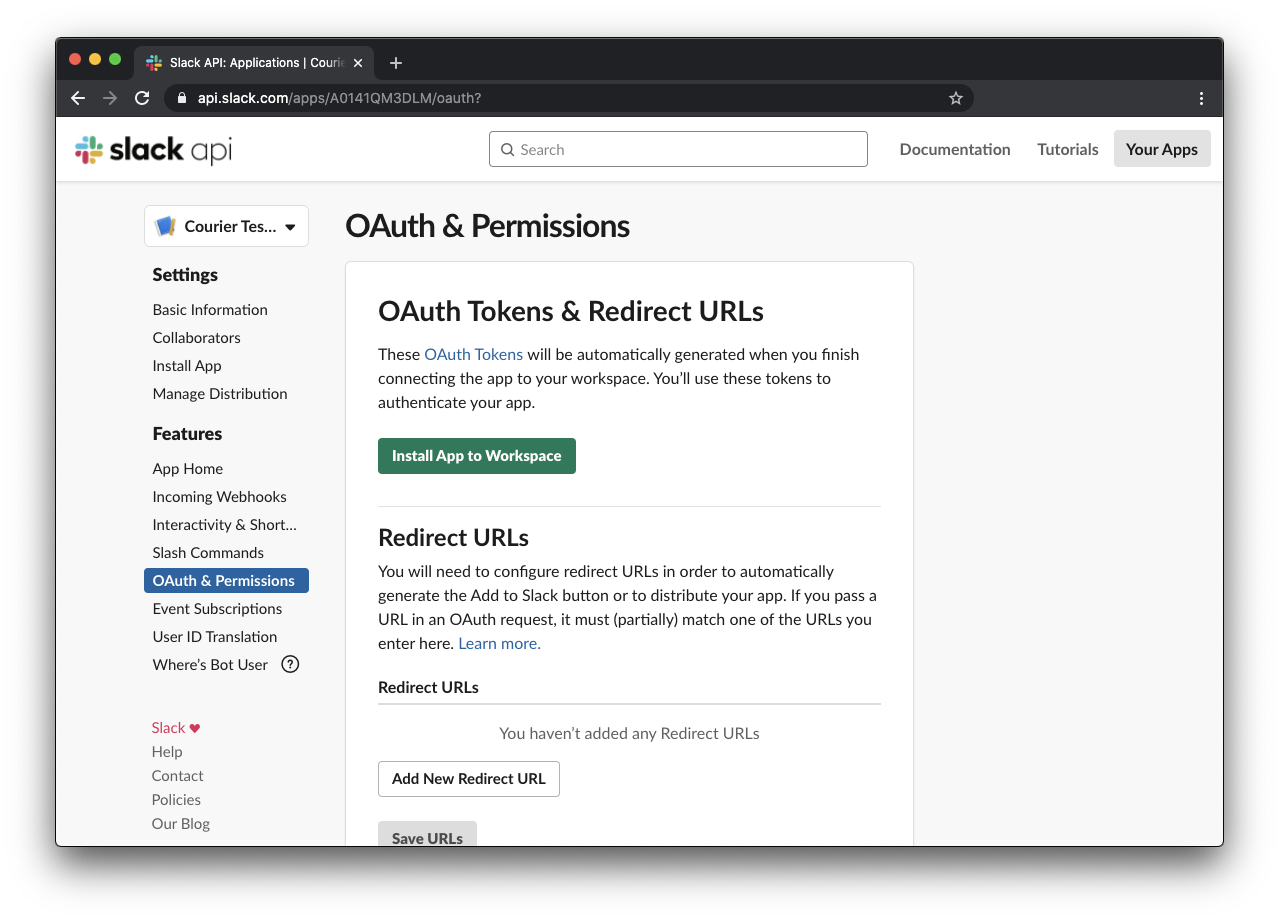 Slack API: Applications | Courie
api.slack.com/apps/A0141QM3DLM/oauth?
slack api
Search
Documentation
Tutorials
Your Apps
Courier Tes...
Settings
Basic Information
Collaborators
Install App
Manage Distribution
Features
App Home
Incoming Webhooks
Interactivity & Short...
Slash Commands
OAuth & Permissions
Event Subscriptions
User ID Translation
Where's Bot User ?
Slack ♥
Help
Contact
Policies
Our Blog
OAuth & Permissions
OAuth Tokens & Redirect URLs
These OAuth Tokens will be automatically generated when you finish
connecting the app to your workspace. You'll use these tokens to
authenticate your app.
Install App to Workspace
Redirect URLs
You will need to configure redirect URLs in order to automatically
generate the Add to Slack button or to distribute your app. If you pass a
URL in an OAuth request, it must (partially) match one of the URLs you
enter here. Learn more.
Redirect URLs
You haven't added any Redirect URLs
Add New Redirect URL
Save URLs